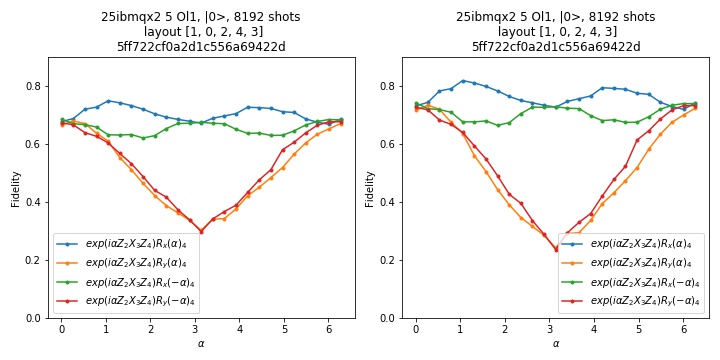 25ibmqx2 5 Ol1, |0>, 8192 shots
layout [1, 0, 2, 4, 3]
5ff722cf0a2d1c556a69422d
Fidelity
0.8
0.6
0.4
0.2
0.0
exp(iαZ₂X₃Z₄)Rₓ(α)₄
exp(iαZ₂X₃Z₄)Rᵧ(α)₄
exp(iαZ₂X₃Z₄)Rₓ(−α)₄
exp(iαZ₂X₃Z₄)Rᵧ(−α)₄
0 1 2 3 4 5 6
α
25ibmqx2 5 Ol1, |0>, 8192 shots
layout [1, 0, 2, 4, 3]
5ff722cf0a2d1c556a69422d
Fidelity
0.8
0.6
0.4
0.2
0.0
exp(iαZ₂X₃Z₄)Rₓ(α)₄
exp(iαZ₂X₃Z₄)Rᵧ(α)₄
exp(iαZ₂X₃Z₄)Rₓ(−α)₄
exp(iαZ₂X₃Z₄)Rᵧ(−α)₄
0 1 2 3 4 5 6
α